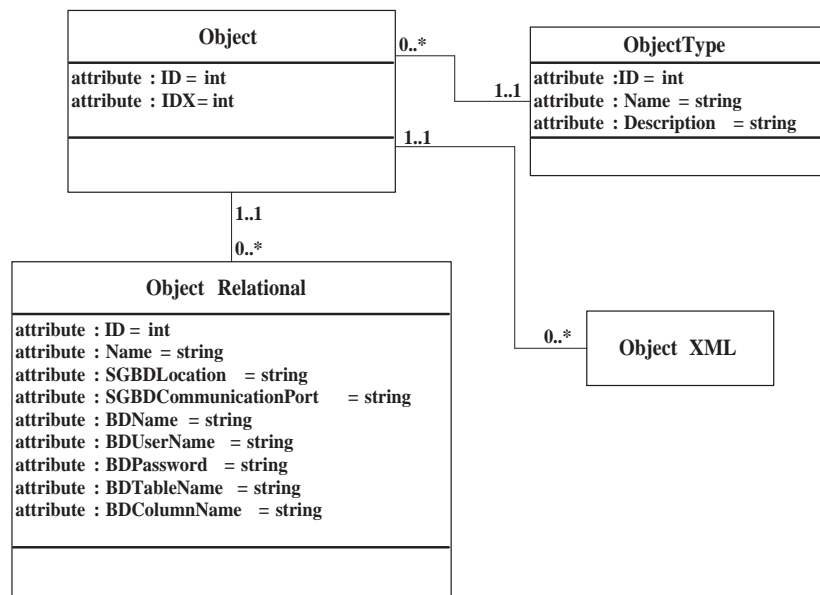 Object
attribute : ID = int
attribute : IDX= int
0..*
1..1
ObjectType
attribute :ID = int
attribute : Name = string
attribute : Description = string
1..1
1..1
0..*
Object Relational
attribute : ID = int
attribute : Name = string
attribute : SGBDLocation = string
attribute : SGBDCommunicationPort = string
attribute : BDName = string
attribute : BDUserName = string
attribute : BDPassword = string
attribute : BDTableName = string
attribute : BDColumnName = string
0..*
Object XML